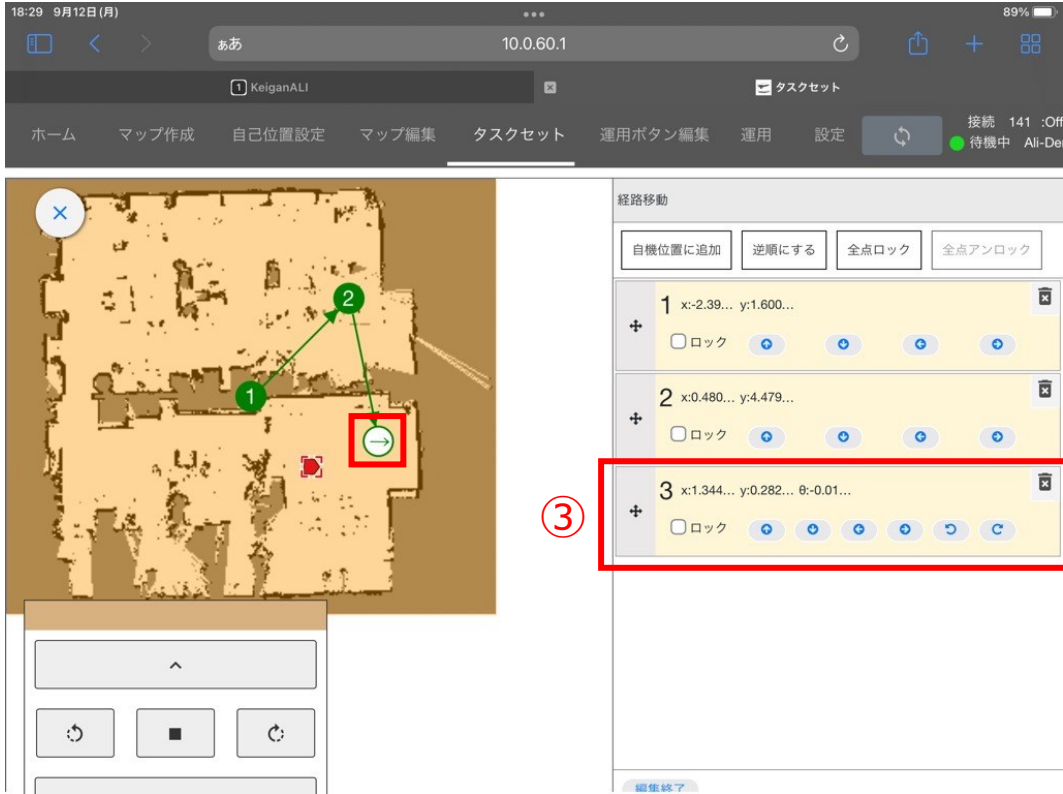 18:29 9月12日(月)
89%
ぁあ
10.0.60.1
1 KeiganALI
タスクセット
ホーム マップ作成 自己位置設定 マップ編集 タスクセット 運用ボタン編集 運用 設定
接続 141 :Off
待機中 Ali-De
経路移動
自機位置に追加 逆順にする 全点ロック 全点アンロック
1 x:-2.39... y:1.600...
ロック
2 x:0.480... y:4.479...
ロック
3 x:1.344... y:0.282... θ:-0.01...
ロック
③
2
1
編集終了